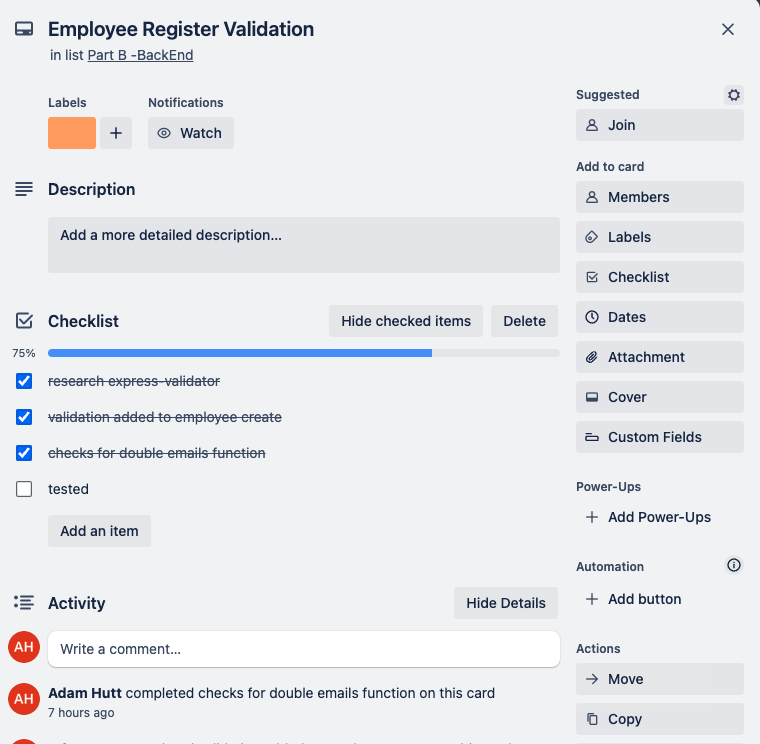 Employee Register Validation
in list Part B -BackEnd
Labels
Notifications
Watch
Description
Add a more detailed description...
Checklist
Hide checked items
Delete
75%
research express-validator
validation added to employee create
checks for double emails function
tested
Add an item
Activity
Hide Details
AH
Write a comment...
AH
Adam Hutt completed checks for double emails function on this card
7 hours ago
Suggested
Join
Add to card
Members
Labels
Checklist
Dates
Attachment
Cover
Custom Fields
Power-Ups
Add Power-Ups
Automation
Add button
Actions
Move
Copy